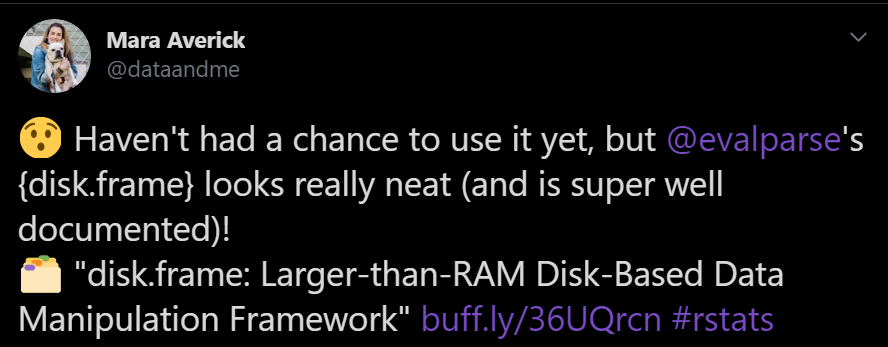 Mara Averick
@dataandme
😯 Haven't had a chance to use it yet, but @evalparse's
{disk.frame} looks really neat (and is super well
documented)!
🗂️ "disk.frame: Larger-than-RAM Disk-Based Data
Manipulation Framework" buff.ly/36UQrcn #rstats